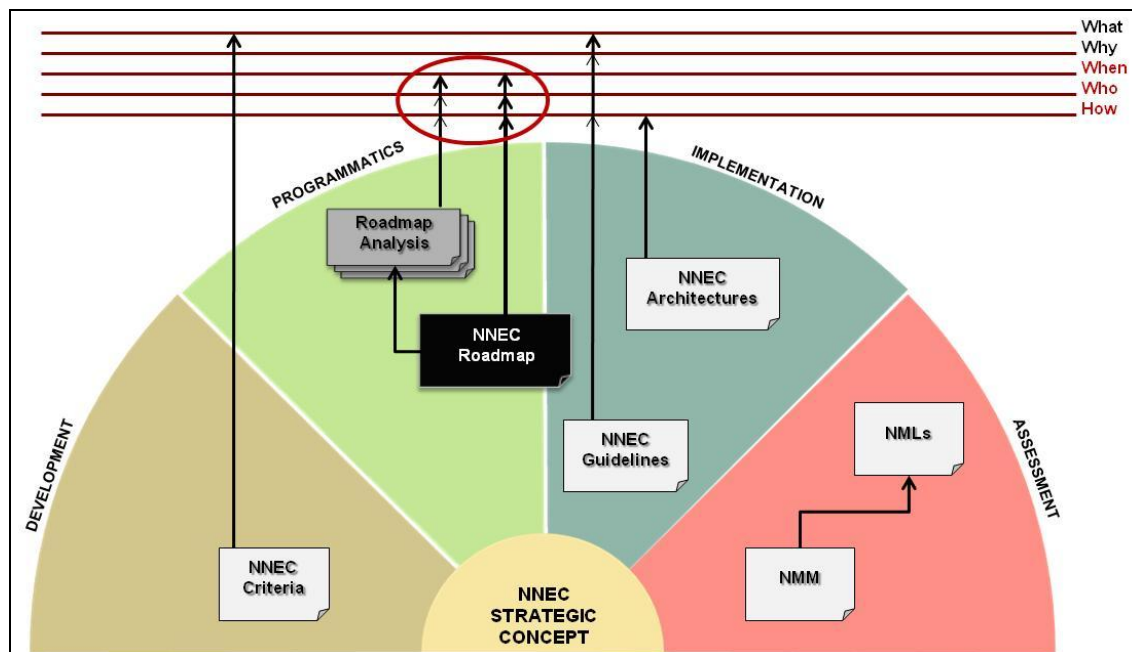 What
Why
When
Who
How
PROGRAMMATICS
IMPLEMENTATION
Roadmap
Analysis
NNEC
Architectures
NNEC
Roadmap
DEVELOPMENT
ASSESSMENT
NNEC
Guidelines
NMLs
NNEC
Criteria
NMM
NNEC
STRATEGIC
CONCEPT